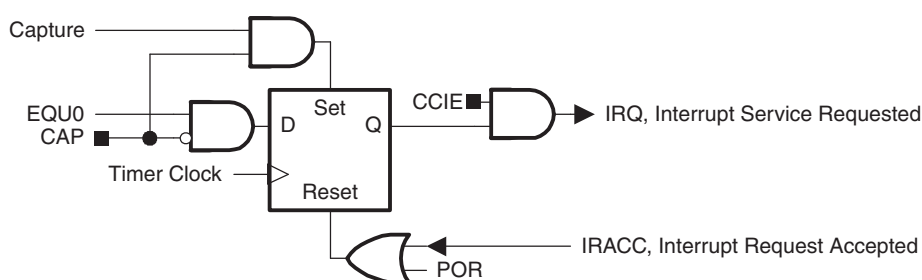 Capture
Set
CCIE
IRQ, Interrupt Service Requested
EQU0
D
Q
CAP
Timer Clock
Reset
IRACC, Interrupt Request Accepted
POR